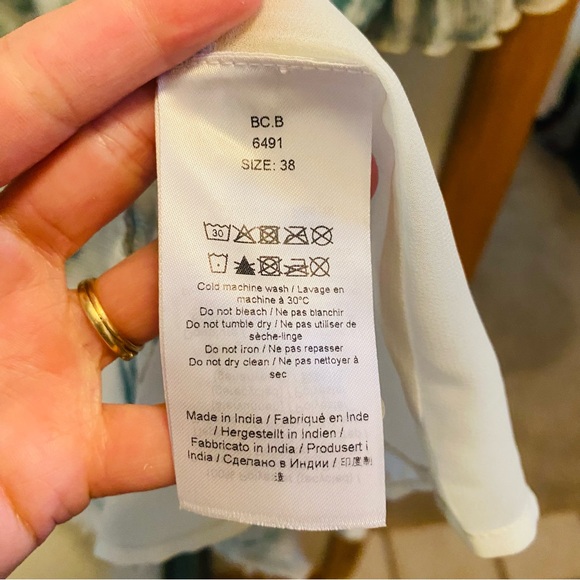 BC.B
6491
SIZE: 38
30
Cold machine wash / Lavage en
machine à 30°C
Do not bleach / Ne pas blanchir
Do not tumble dry / Ne pas utiliser de
sèche-linge
Do not iron / Ne pas repasser
Do not dry clean / Ne pas nettoyer à
sec
Made in India / Fabriqué en Inde
/ Hergestellt in Indien /
Fabbricato in India / Produsert i
India / Сделано в Индии / 印度制
造